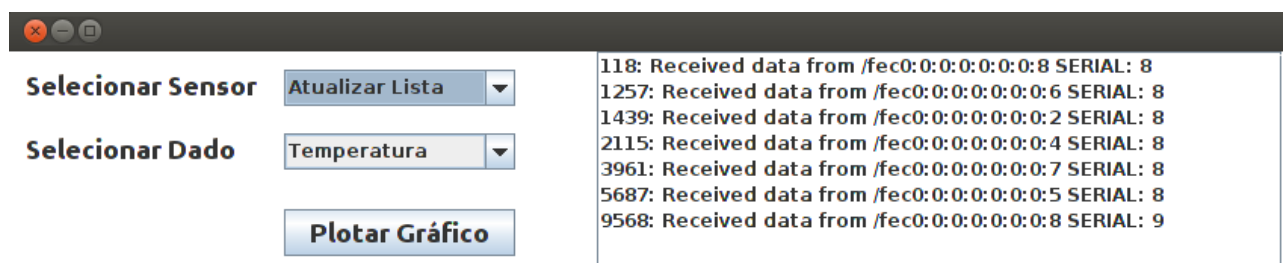 Selecionar Sensor
Atualizar Lista
Selecionar Dado
Temperatura
Plotar Gráfico
118: Received data from /fec0:0:0:0:0:0:0:8 SERIAL: 8
1257: Received data from /fec0:0:0:0:0:0:0:6 SERIAL: 8
1439: Received data from /fec0:0:0:0:0:0:0:2 SERIAL: 8
2115: Received data from /fec0:0:0:0:0:0:0:4 SERIAL: 8
3961: Received data from /fec0:0:0:0:0:0:0:7 SERIAL: 8
5687: Received data from /fec0:0:0:0:0:0:0:5 SERIAL: 8
9568: Received data from /fec0:0:0:0:0:0:0:8 SERIAL: 9